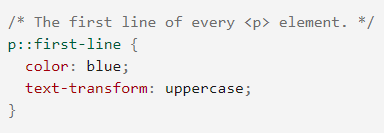 /* The first line of every <p> element. */
p::first-line {
  color: blue;
  text-transform: uppercase;
}